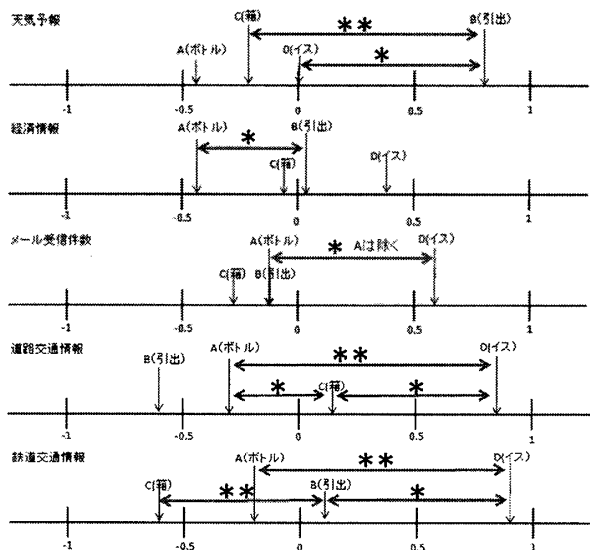 天気予報
C(箱)
B(引出)
**
A(ボトル)
D(イス)
*
-1
-0.5
0
0.5
1
経済情報
A(ボトル)
B(引出)
*
C(箱)
D(イス)
-1
-0.5
0
0.5
1
メール受信件数
A(ボトル)
* Aは除く
D(イス)
C(箱)
B(引出)
-1
-0.5
0
0.5
1
道路交通情報
B(引出)
A(ボトル)
**
D(イス)
*
C(箱)
*
-1
-0.5
0
0.5
1
鉄道交通情報
C(箱)
A(ボトル)
**
D(イス)
**
B(引出)
*
-1
-0.5
0
0.5
1